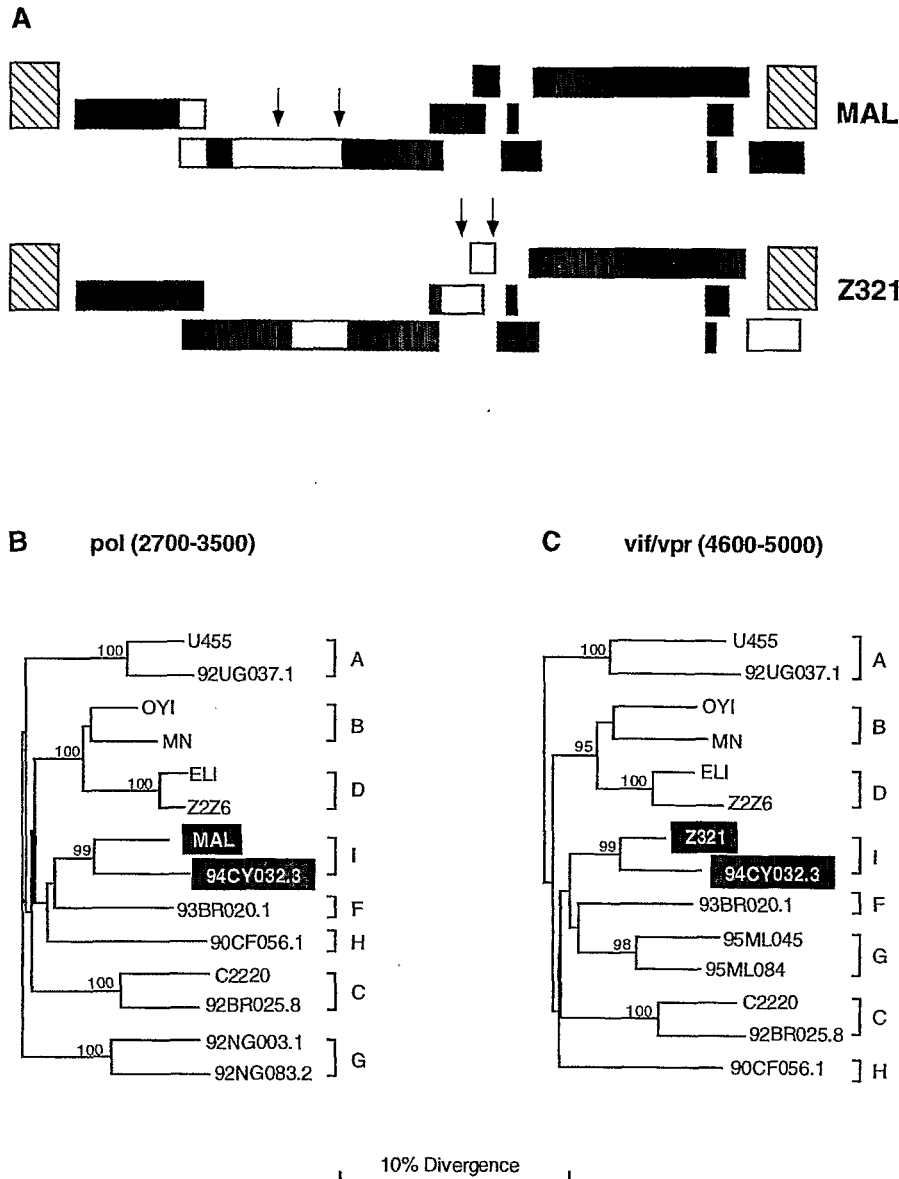 A
MAL
Z321
B pol (2700-3500)
100
U455
92UG037.1
A
OYI
MN
B
100
ELI
100
Z2Z6
D
MAL
99
94CY032.3
I
93BR020.1
F
90CF056.1
H
C2220
100
92BR025.8
C
92NG003.1
100
92NG083.2
G
C vif/vpr (4600-5000)
100
U455
92UG037.1
A
OYI
MN
B
95
ELI
100
Z2Z6
D
Z321
99
94CY032.3
I
93BR020.1
F
95ML045
98
95ML084
G
C2220
100
92BR025.8
C
90CF056.1
H
10% Divergence